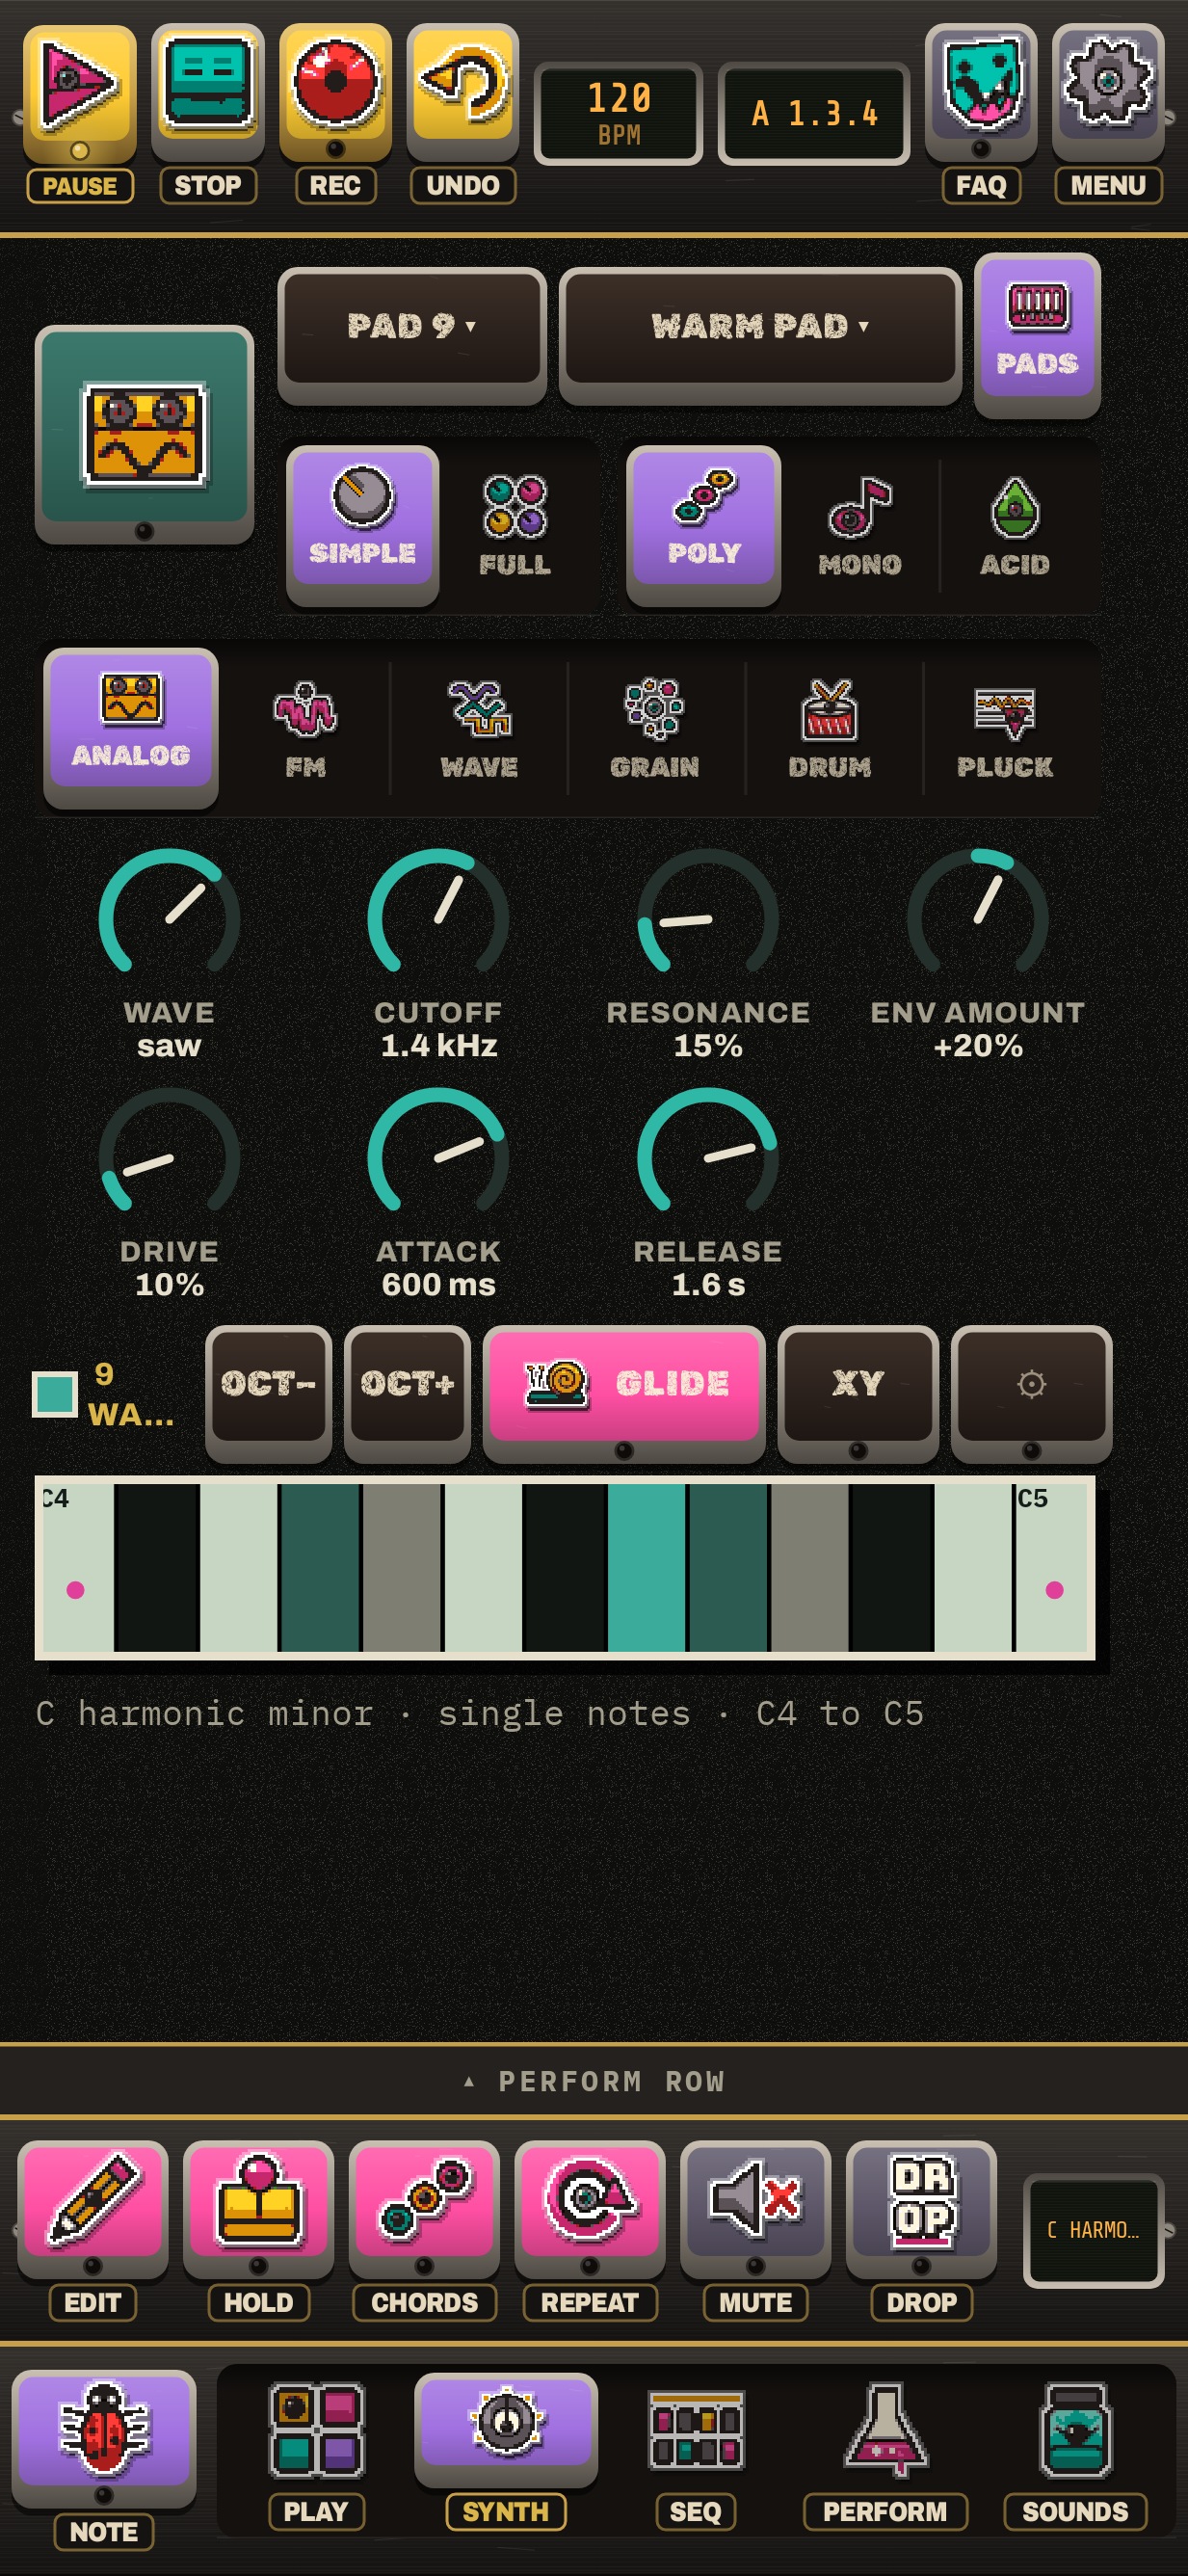 PAUSE
STOP
REC
UNDO
120
BPM
A 1.3.4
FAQ
MENU
PAD 9 ▾
WARM PAD ▾
PADS
SIMPLE
FULL
POLY
MONO
ACID
ANALOG
FM
WAVE
GRAIN
DRUM
PLUCK
WAVE
saw
CUTOFF
1.4 kHz
RESONANCE
15%
ENV AMOUNT
+20%
DRIVE
10%
ATTACK
600 ms
RELEASE
1.6 s
9
WA...
OCT-
OCT+
GLIDE
XY
C4
C5
C harmonic minor · single notes · C4 to C5
▲ PERFORM ROW
DR
OP
C HARMO...
EDIT
HOLD
CHORDS
REPEAT
MUTE
DROP
NOTE
PLAY
SYNTH
SEQ
PERFORM
SOUNDS